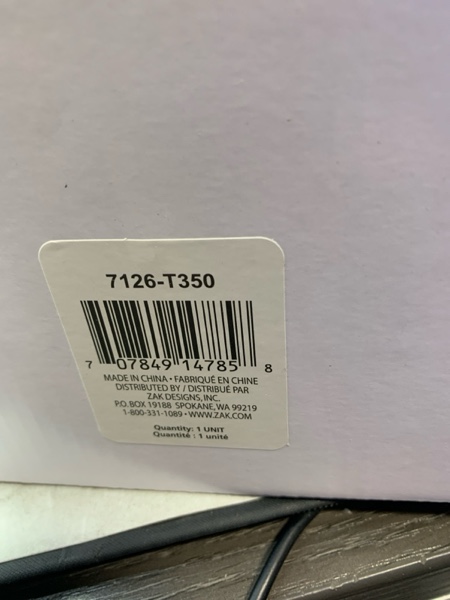 7126-T350
7 07849 14785 8
MADE IN CHINA • FABRIQUÉ EN CHINE
DISTRIBUTED BY / DISTRIBUÉ PAR
ZAK DESIGNS, INC.
P.O. BOX 19188 SPOKANE, WA 99219
1-800-331-1089 • WWW.ZAK.COM
Quantity: 1 UNIT
Quantité : 1 unité